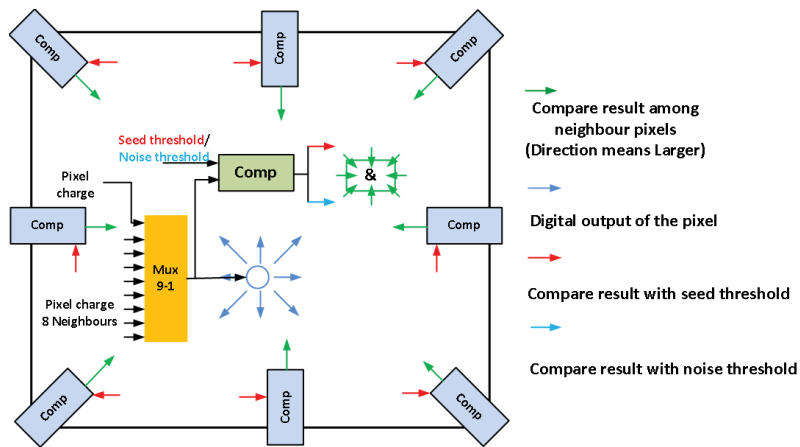 Comp
Comp
Comp
Seed threshold/
Noise threshold
Comp
&
Pixel
charge
Comp
Mux
9-1
Pixel charge
8 Neighbours
Comp
Comp
Comp
Comp
Compare result among
neighbour pixels
(Direction means Larger)
Digital output of the pixel
Compare result with seed threshold
Compare result with noise threshold